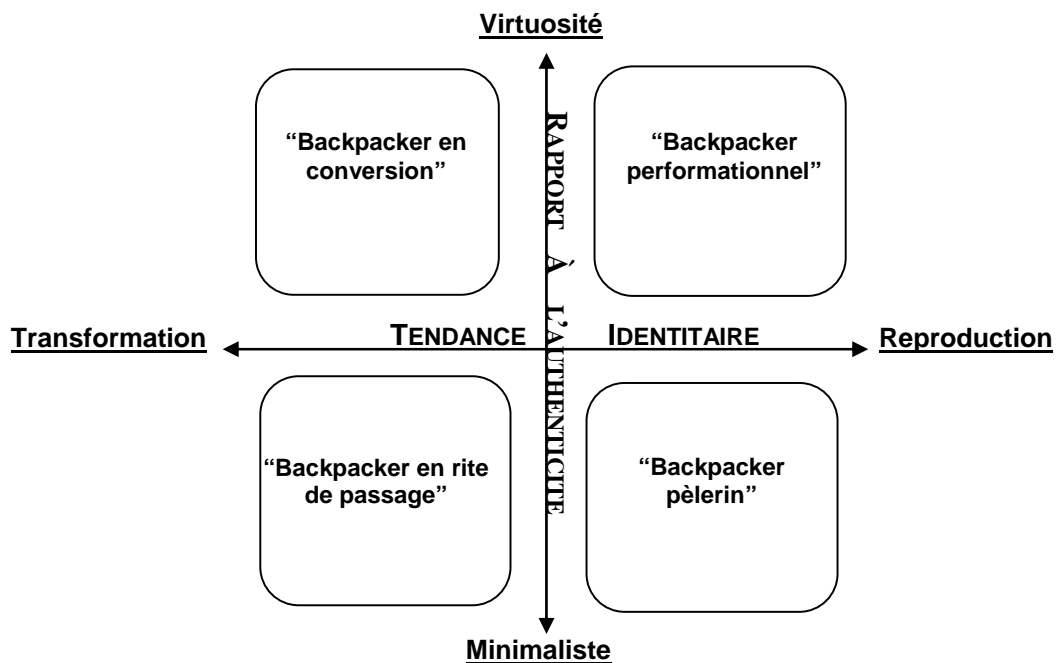 Virtuosité
“Backpacker en
conversion”
“Backpacker
performationnel”
RAPPORT À L’AUTHENTICITE
Transformation
TENDANCE IDENTITAIRE
Reproduction
“Backpacker en rite
de passage”
“Backpacker
pèlerin”
Minimaliste